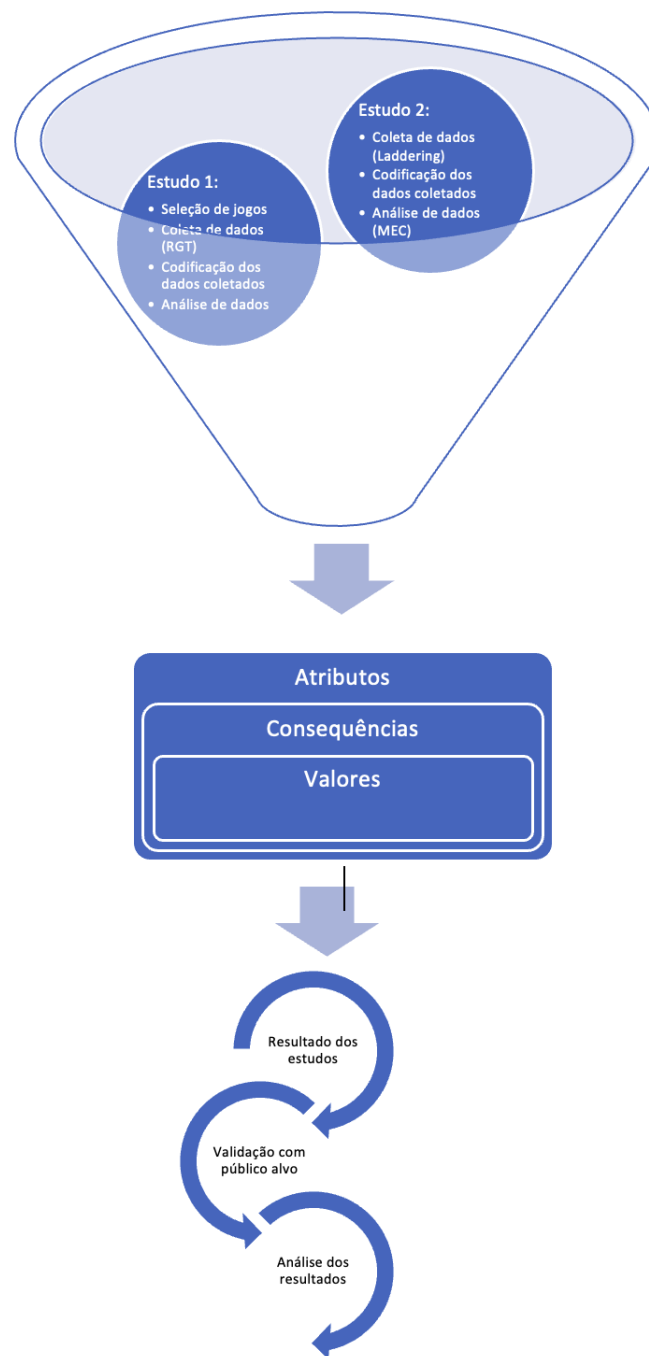 Estudo 1:
• Seleção de jogos
• Coleta de dados
(RGT)
• Codificação dos
dados coletados
• Análise de dados
Estudo 2:
• Coleta de dados
(Laddering)
• Codificação dos
dados coletados
• Análise de dados
(MEC)
Atributos
Consequências
Valores
Resultado dos
estudos
Validação com
público alvo
Análise dos
resultados